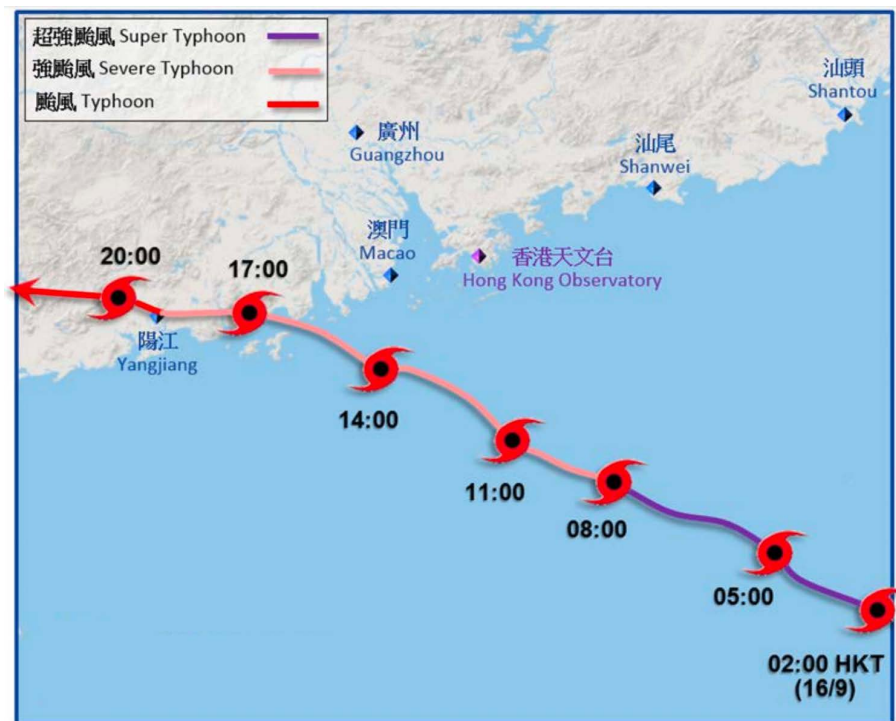 超強颱風 Super Typhoon
強颱風 Severe Typhoon
颱風 Typhoon
汕頭
Shantou
廣州
Guangzhou
汕尾
Shanwei
澳門
Macao
香港天文台
Hong Kong Observatory
20:00
17:00
陽江
Yangjiang
14:00
11:00
08:00
05:00
02:00 HKT
(16/9)